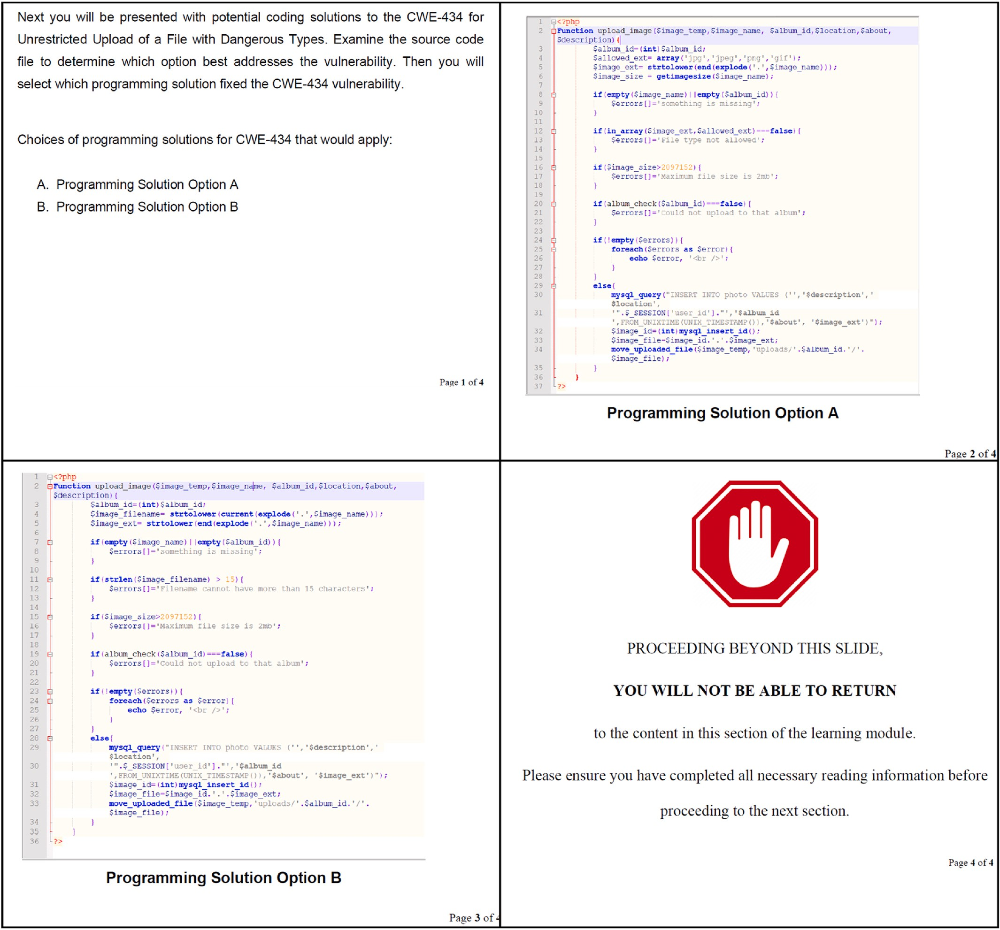 Next you will be presented with potential coding solutions to the CWE-434 for
Unrestricted Upload of a File with Dangerous Types. Examine the source code
file to determine which option best addresses the vulnerability. Then you will
select which programming solution fixed the CWE-434 vulnerability.
Choices of programming solutions for CWE-434 that would apply:
A. Programming Solution Option A
B. Programming Solution Option B
Page 1 of 4
1 <?php
2 Function upload_image($image_temp,$image_name, $album_id,$location,$about,
$description){
3 $album_id=(int)$album_id;
4 $allowed_ext= array('jpg','jpeg','png','gif');
5 $image_ext= strtolower(end(explode('.',$image_name)));
6 $image_size = getimagesize($image_name);
7
8 if(empty($image_name)||empty($album_id)){
9 $errors[]='something is missing';
10 }
11
12 if(in_array($image_ext,$allowed_ext)===false){
13 $errors[]='File type not allowed';
14 }
15
16 if($image_size>2097152){
17 $errors[]='Maximum file size is 2mb';
18 }
19
20 if(album_check($album_id)===false){
21 $errors[]='Could not upload to that album';
22 }
23
24 if(!empty($errors)){
25 foreach($errors as $error){
26 echo $error, '<br />';
27 }
28 }
29 else{
30 mysql_query("INSERT INTO photo VALUES ('','$description','
$location',
31 '".$_SESSION['user_id']."','$album_id
',FROM_UNIXTIME(UNIX_TIMESTAMP()),'$about', '$image_ext')");
32 $image_id=(int)mysql_insert_id();
33 $image_file=$image_id.'.'.$image_ext;
34 move_uploaded_file($image_temp,'uploads/'.$album_id.'/'.
$image_file);
35 }
36 }
37 ?>
Programming Solution Option A
Page 2 of 4
1 <?php
2 Function upload_image($image_temp,$image_name, $album_id,$location,$about,
$description){
3 $album_id=(int)$album_id;
4 $image_filename= strtolower(current(explode('.',$image_name)));
5 $image_ext= strtolower(end(explode('.',$image_name)));
6
7 if(empty($image_name)||empty($album_id)){
8 $errors[]='something is missing';
9 }
10
11 if(strlen($image_filename) > 15){
12 $errors[]='Filename cannot have more than 15 characters';
13 }
14
15 if($image_size>2097152){
16 $errors[]='Maximum file size is 2mb';
17 }
18
19 if(album_check($album_id)===false){
20 $errors[]='Could not upload to that album';
21 }
22
23 if(!empty($errors)){
24 foreach($errors as $error){
25 echo $error, '<br />';
26 }
27 }
28 else{
29 mysql_query("INSERT INTO photo VALUES ('','$description','
$location',
30 '".$_SESSION['user_id']."','$album_id
',FROM_UNIXTIME(UNIX_TIMESTAMP()),'$about', '$image_ext')");
31 $image_id=(int)mysql_insert_id();
32 $image_file=$image_id.'.'.$image_ext;
33 move_uploaded_file($image_temp,'uploads/'.$album_id.'/'.
$image_file);
34 }
35 }
36 ?>
Programming Solution Option B
Page 3 of 4
PROCEEDING BEYOND THIS SLIDE,
YOU WILL NOT BE ABLE TO RETURN
to the content in this section of the learning module.
Please ensure you have completed all necessary reading information before
proceeding to the next section.
Page 4 of 4